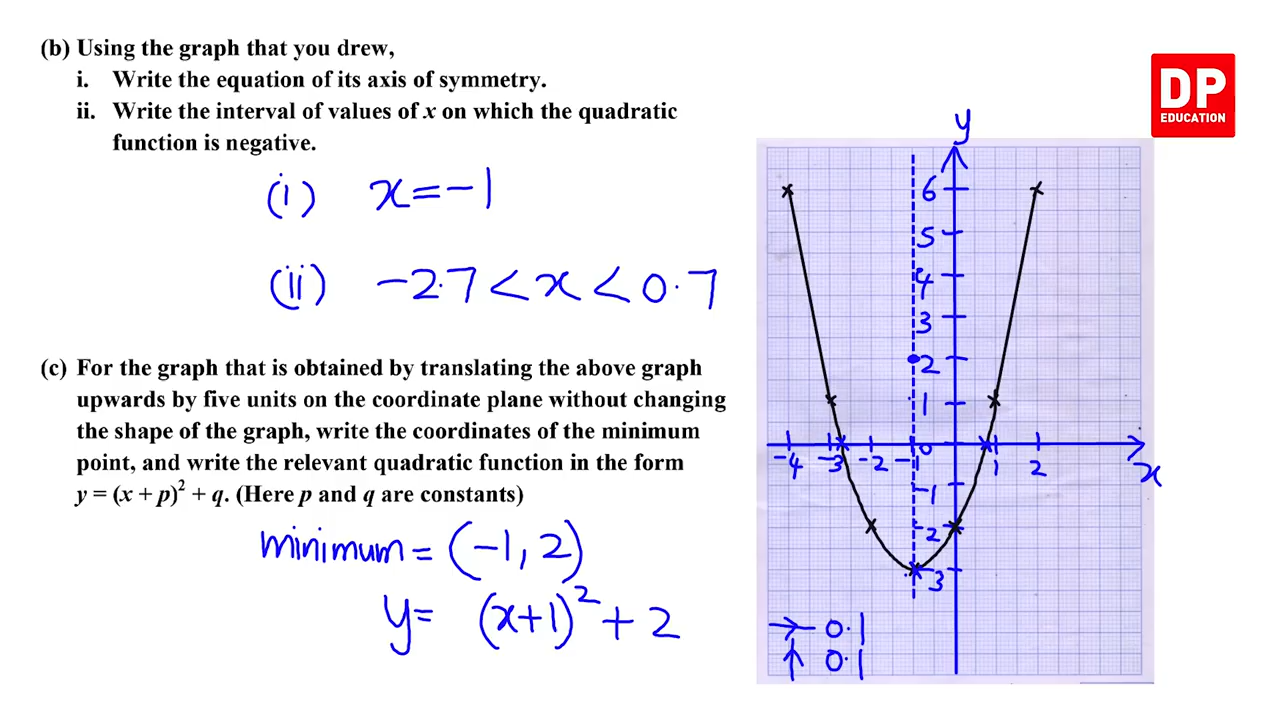 (b) Using the graph that you drew,
i. Write the equation of its axis of symmetry.
ii. Write the interval of values of x on which the quadratic
function is negative.
(i) x = -1
(ii) -2.7 < x < 0.7
(c) For the graph that is obtained by translating the above graph
upwards by five units on the coordinate plane without changing
the shape of the graph, write the coordinates of the minimum
point, and write the relevant quadratic function in the form
y = (x + p)² + q. (Here p and q are constants)
minimum = (-1, 2)
y = (x+1)² + 2
DP
EDUCATION
y
6
5
4
3
2
1
-4 -3 -2 -1 0 1 2
x
-1
-2
-3
→ 0.1
↑ 0.1